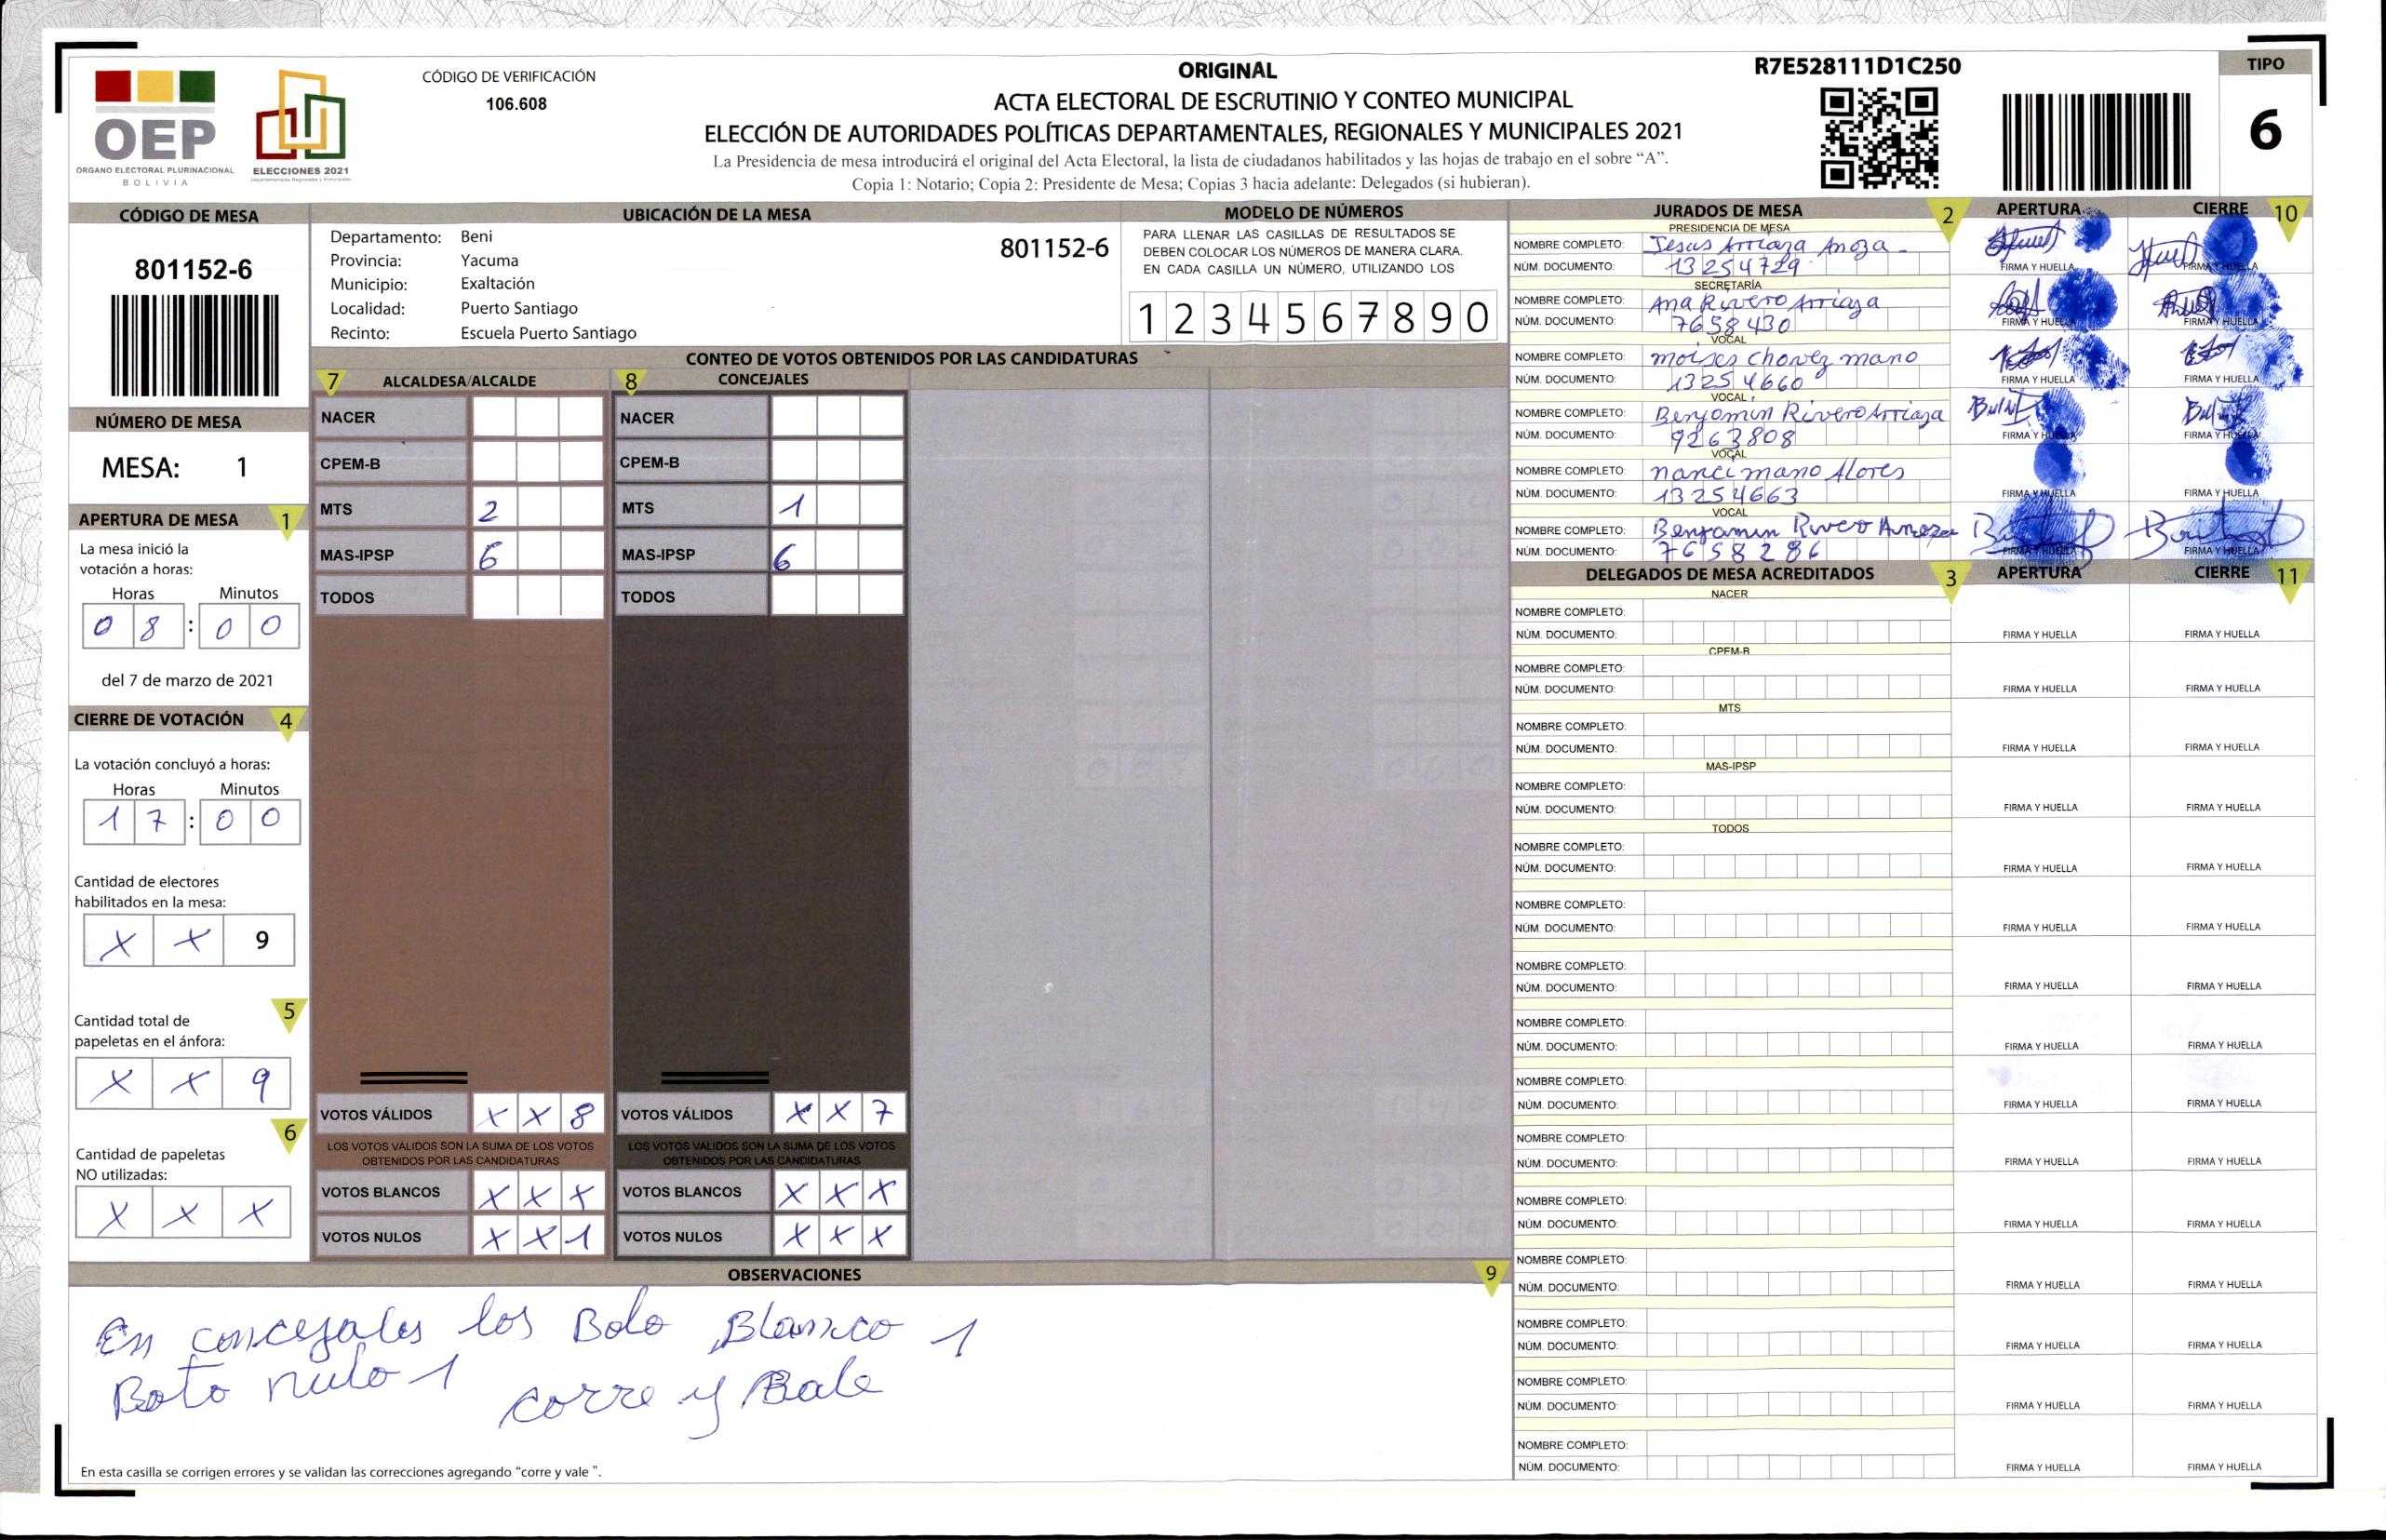 CÓDIGO DE VERIFICACIÓN
106.608
ORIGINAL
ACTA ELECTORAL DE ESCRUTINIO Y CONTEO MUNICIPAL
ELECCIÓN DE AUTORIDADES POLÍTICAS DEPARTAMENTALES, REGIONALES Y MUNICIPALES 2021
La Presidencia de mesa introducirá el original del Acta Electoral, la lista de ciudadanos habilitados y las hojas de trabajo en el sobre “A”.
Copia 1: Notario; Copia 2: Presidente de Mesa; Copias 3 hacia adelante: Delegados (si hubieran).
R7E528111D1C250
TIPO
6
OEP
ÓRGANO ELECTORAL PLURINACIONAL
BOLIVIA
ELECCIONES 2021
CÓDIGO DE MESA
801152-6
NÚMERO DE MESA
MESA: 1
APERTURA DE MESA 1
La mesa inició la
votación a horas:
Horas Minutos
0 8 : 0 0
del 7 de marzo de 2021
CIERRE DE VOTACIÓN 4
La votación concluyó a horas:
Horas Minutos
1 7 : 0 0
Cantidad de electores
habilitados en la mesa:
X X 9
5
Cantidad total de
papeletas en el ánfora:
X X 9
6
Cantidad de papeletas
NO utilizadas:
X X X
UBICACIÓN DE LA MESA
Departamento: Beni
801152-6
Provincia: Yacuma
Municipio: Exaltación
Localidad: Puerto Santiago
Recinto: Escuela Puerto Santiago
MODELO DE NÚMEROS
PARA LLENAR LAS CASILLAS DE RESULTADOS SE
DEBEN COLOCAR LOS NÚMEROS DE MANERA CLARA.
EN CADA CASILLA UN NÚMERO, UTILIZANDO LOS
1 2 3 4 5 6 7 8 9 0
CONTEO DE VOTOS OBTENIDOS POR LAS CANDIDATURAS
7 ALCALDESA/ALCALDE 8 CONCEJALES
NACER NACER
CPEM-B CPEM-B
MTS 2 MTS 1
MAS-IPSP 6 MAS-IPSP 6
TODOS TODOS
VOTOS VÁLIDOS X X 8 VOTOS VÁLIDOS X X 7
LOS VOTOS VÁLIDOS SON LA SUMA DE LOS VOTOS LOS VOTOS VÁLIDOS SON LA SUMA DE LOS VOTOS
OBTENIDOS POR LAS CANDIDATURAS OBTENIDOS POR LAS CANDIDATURAS
VOTOS BLANCOS X X X VOTOS BLANCOS X X X
VOTOS NULOS X X 1 VOTOS NULOS X X X
OBSERVACIONES 9
En concejales los Boto Blanco 1
Boto nulo 1 corre y Bale
En esta casilla se corrigen errores y se validan las correcciones agregando “corre y vale ”.
JURADOS DE MESA 2 APERTURA CIERRE 10
PRESIDENCIA DE MESA
NOMBRE COMPLETO: Jesus Arriaza
NÚM. DOCUMENTO: 13254729 FIRMA Y HUELLA FIRMA Y HUELLA
SECRETARÍA
NOMBRE COMPLETO: Ana Rivero Arriaza
NÚM. DOCUMENTO: 7658430 FIRMA Y HUELLA FIRMA Y HUELLA
VOCAL
NOMBRE COMPLETO: moises chavez mano
NÚM. DOCUMENTO: 13254660 FIRMA Y HUELLA FIRMA Y HUELLA
VOCAL
NOMBRE COMPLETO: Benjamin Rivero Arriaza
NÚM. DOCUMENTO: 9263808 FIRMA Y HUELLA FIRMA Y HUELLA
VOCAL
NOMBRE COMPLETO: nanci mano
NÚM. DOCUMENTO: 13254663 FIRMA Y HUELLA FIRMA Y HUELLA
VOCAL
NOMBRE COMPLETO: Benjamin Rivero
NÚM. DOCUMENTO: 7658286 FIRMA Y HUELLA FIRMA Y HUELLA
DELEGADOS DE MESA ACREDITADOS 3 APERTURA CIERRE 11
NACER
NOMBRE COMPLETO:
NÚM. DOCUMENTO: FIRMA Y HUELLA FIRMA Y HUELLA
CPEM-B
NOMBRE COMPLETO:
NÚM. DOCUMENTO: FIRMA Y HUELLA FIRMA Y HUELLA
MTS
NOMBRE COMPLETO:
NÚM. DOCUMENTO: FIRMA Y HUELLA FIRMA Y HUELLA
MAS-IPSP
NOMBRE COMPLETO:
NÚM. DOCUMENTO: FIRMA Y HUELLA FIRMA Y HUELLA
TODOS
NOMBRE COMPLETO:
NÚM. DOCUMENTO: FIRMA Y HUELLA FIRMA Y HUELLA
NOMBRE COMPLETO:
NÚM. DOCUMENTO: FIRMA Y HUELLA FIRMA Y HUELLA
NOMBRE COMPLETO:
NÚM. DOCUMENTO: FIRMA Y HUELLA FIRMA Y HUELLA
NOMBRE COMPLETO:
NÚM. DOCUMENTO: FIRMA Y HUELLA FIRMA Y HUELLA
NOMBRE COMPLETO:
NÚM. DOCUMENTO: FIRMA Y HUELLA FIRMA Y HUELLA
NOMBRE COMPLETO:
NÚM. DOCUMENTO: FIRMA Y HUELLA FIRMA Y HUELLA
NOMBRE COMPLETO:
NÚM. DOCUMENTO: FIRMA Y HUELLA FIRMA Y HUELLA
NOMBRE COMPLETO:
NÚM. DOCUMENTO: FIRMA Y HUELLA FIRMA Y HUELLA
NOMBRE COMPLETO:
NÚM. DOCUMENTO: FIRMA Y HUELLA FIRMA Y HUELLA
NOMBRE COMPLETO:
NÚM. DOCUMENTO: FIRMA Y HUELLA FIRMA Y HUELLA
NOMBRE COMPLETO:
NÚM. DOCUMENTO: FIRMA Y HUELLA FIRMA Y HUELLA